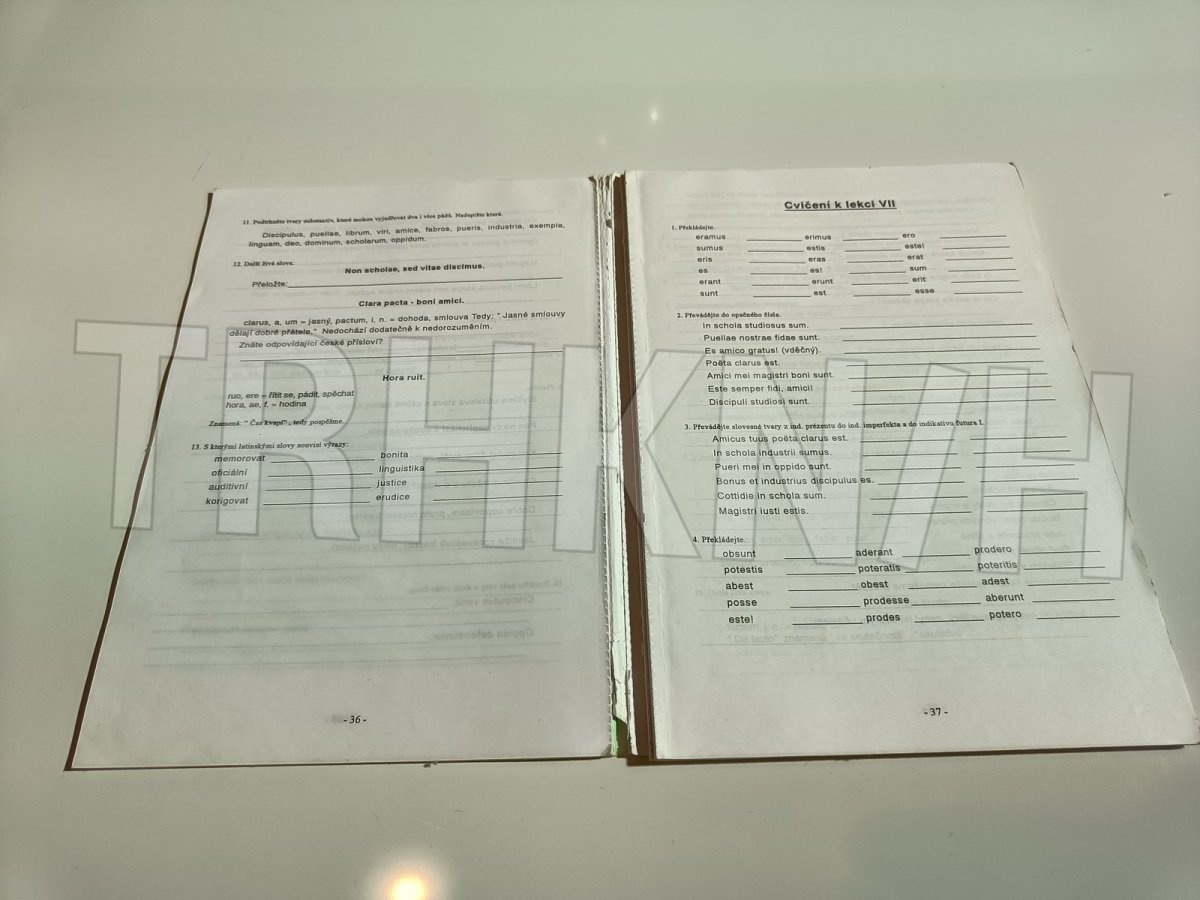 11. Podtrhněte tvary substantiv, které mohou vyjadřovat dva i více pádů. Nadepište které.
Discipulus, puellae, librum, viri, amice, fabros, pueris, industria, exempla,
linguam, deo, dominum, scholarum, oppidum.
12. Další živá slova:
Non scholae, sed vitae discimus.
Přeložte:
Clara pacta - boni amici.
clarus, a, um = jasný, pactum, i, n. = dohoda, smlouva Tedy: " Jasné smlouvy
dělají dobré přátele." Nedochází dodatečně k nedorozuměním.
Znáte odpovídající české přísloví?
Hora ruit.
ruo, ere = řítit se, pádit, spěchat
hora, ae, f. = hodina
Znamená: " Čas kvapí" , tedy pospěšme.
13. S kterými latinskými slovy souvisí výrazy:
memorovat bonita
oficiální linguistika
auditivní justice
korigovat erudice
- 36 -
Cvičení k lekci VII
1. Překládejte.
eramus erimus ero
sumus estis este!
eris eras erat
es es! sum
erant erunt erit
sunt est esse
2. Převádějte do opačného čísla.
In schola studiosus sum.
Puellae nostrae fidae sunt.
Es amico gratus! (vděčný).
Poëta clarus est.
Amici mei magistri boni sunt.
Este semper fidi, amici!
Discipuli studiosi sunt.
3. Převádějte slovesné tvary z ind. prézentu do ind. imperfekta a do indikativu futura I.
Amicus tuus poëta clarus est.
In schola industrii sumus.
Pueri mei in oppido sunt.
Bonus et industrius discipulus es.
Cottidie in schola sum.
Magistri iusti estis.
4. Překládejte.
obsunt aderant prodero
potestis poteratis poteritis
abest obest adest
posse prodesse aberunt
este! prodes potero
- 37 -
TRHKNIH